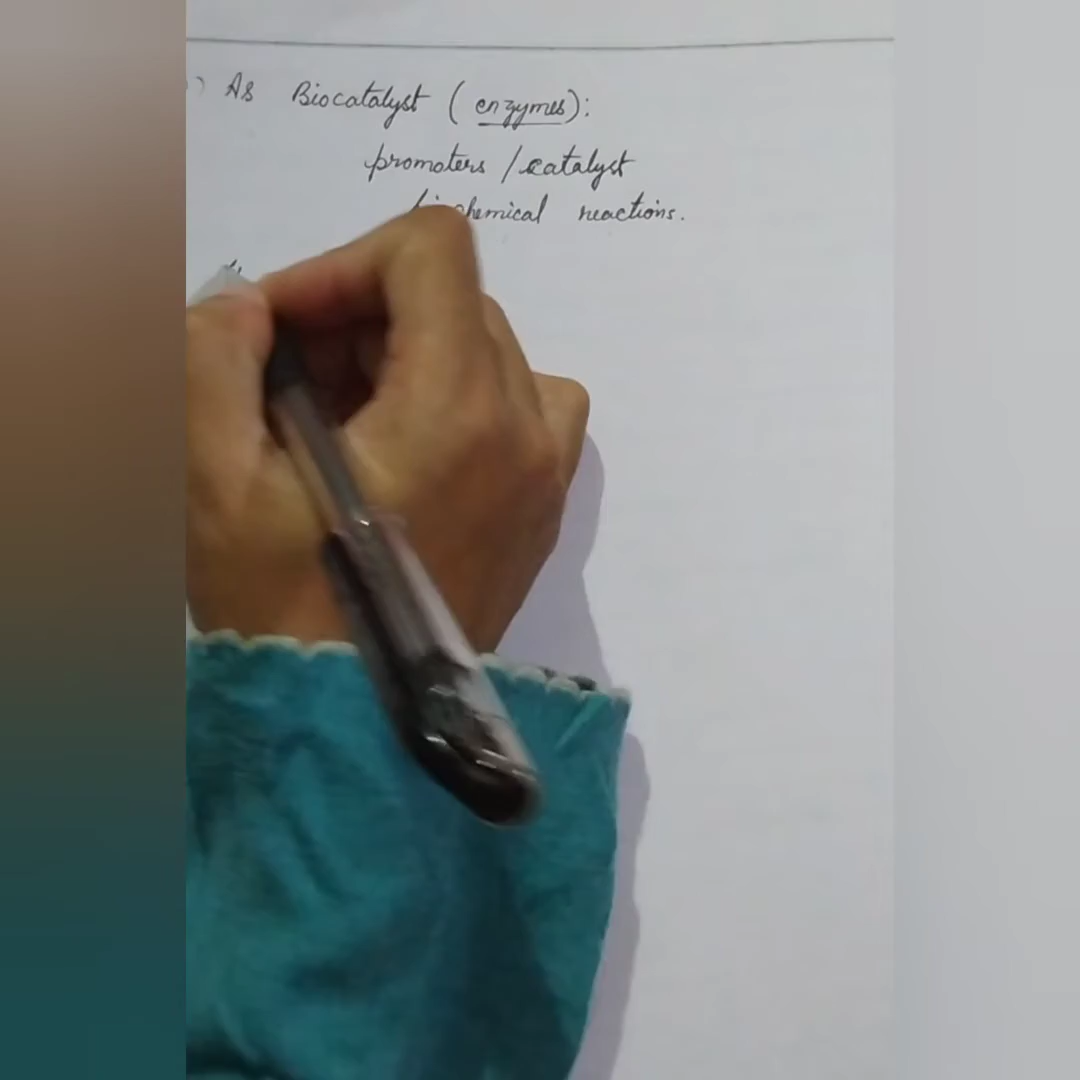 ) As Biocatalyst (enzymes):
promoters / catalyst
chemical reactions.